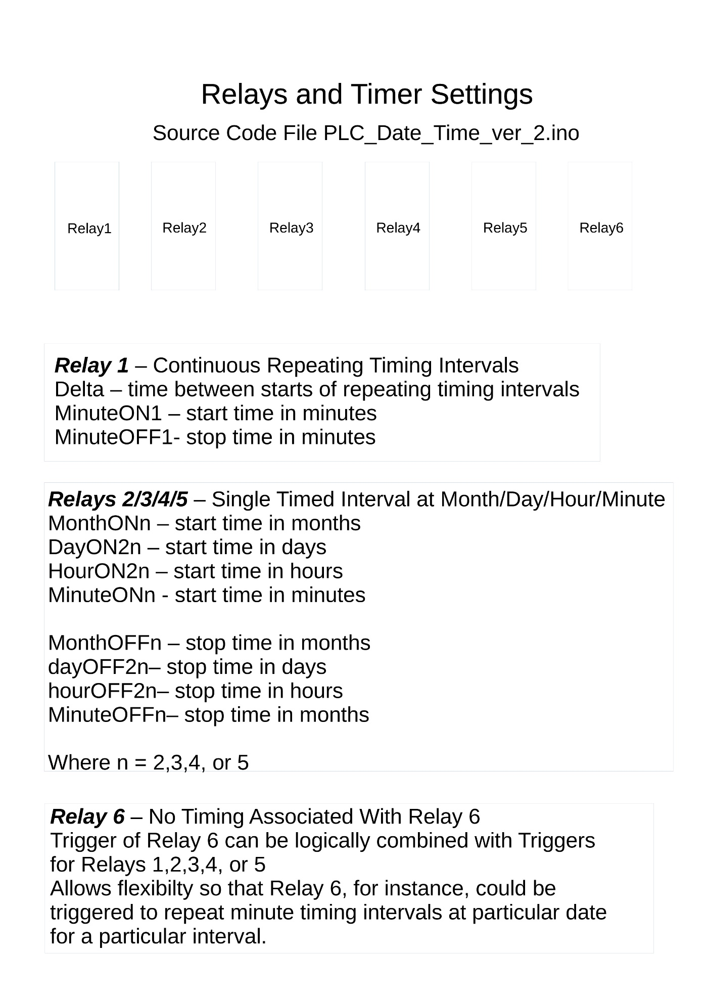 Relays and Timer Settings
Source Code File PLC_Date_Time_ver_2.ino
Relay1 Relay2 Relay3 Relay4 Relay5 Relay6
Relay 1 – Continuous Repeating Timing Intervals
Delta – time between starts of repeating timing intervals
MinuteON1 – start time in minutes
MinuteOFF1- stop time in minutes
Relays 2/3/4/5 – Single Timed Interval at Month/Day/Hour/Minute
MonthONn – start time in months
DayON2n – start time in days
HourON2n – start time in hours
MinuteONn - start time in minutes
MonthOFFn – stop time in months
dayOFF2n– stop time in days
hourOFF2n– stop time in hours
MinuteOFFn– stop time in months
Where n = 2,3,4, or 5
Relay 6 – No Timing Associated With Relay 6
Trigger of Relay 6 can be logically combined with Triggers
for Relays 1,2,3,4, or 5
Allows flexibilty so that Relay 6, for instance, could be
triggered to repeat minute timing intervals at particular date
for a particular interval.